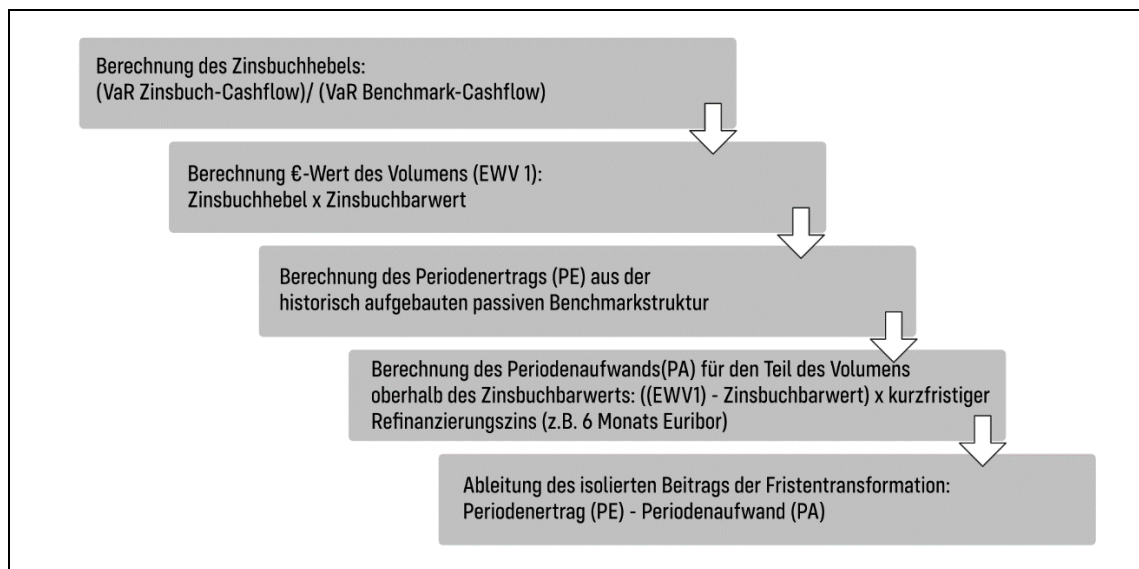 Berechnung des Zinsbuchhebels:
(VaR Zinsbuch-Cashflow)/ (VaR Benchmark-Cashflow)
Berechnung €-Wert des Volumens (EWV 1):
Zinsbuchhebel x Zinsbuchbarwert
Berechnung des Periodenertrags (PE) aus der
historisch aufgebauten passiven Benchmarkstruktur
Berechnung des Periodenaufwands(PA) für den Teil des Volumens
oberhalb des Zinsbuchbarwerts: ((EWV1) - Zinsbuchbarwert) x kurzfristiger
Refinanzierungszins (z.B. 6 Monats Euribor)
Ableitung des isolierten Beitrags der Fristentransformation:
Periodenertrag (PE) - Periodenaufwand (PA)